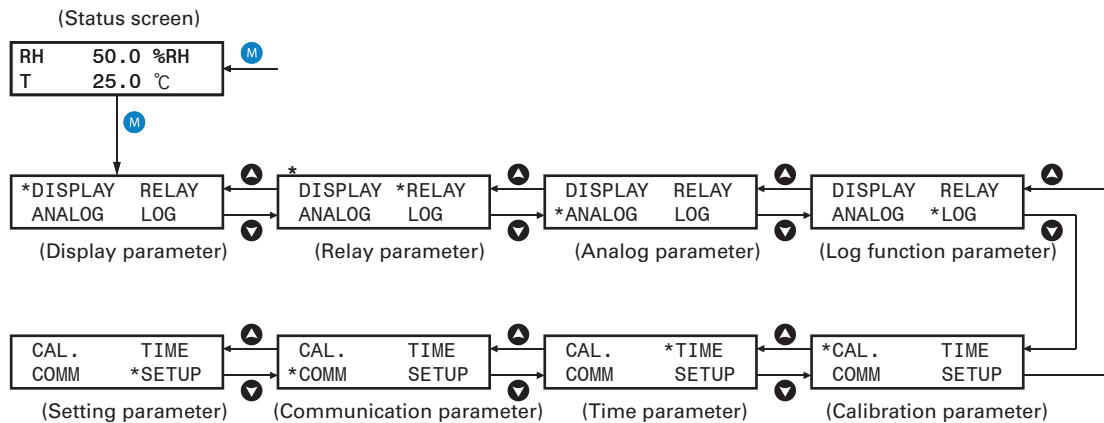 (Status screen)
RH 50.0 %RH
T 25.0 ℃
M
M
*DISPLAY RELAY
ANALOG LOG
(Display parameter)
*
DISPLAY *RELAY
ANALOG LOG
(Relay parameter)
DISPLAY RELAY
*ANALOG LOG
(Analog parameter)
DISPLAY RELAY
ANALOG *LOG
(Log function parameter)
CAL. TIME
COMM *SETUP
(Setting parameter)
CAL. TIME
*COMM SETUP
(Communication parameter)
CAL. *TIME
COMM SETUP
(Time parameter)
*CAL. TIME
COMM SETUP
(Calibration parameter)